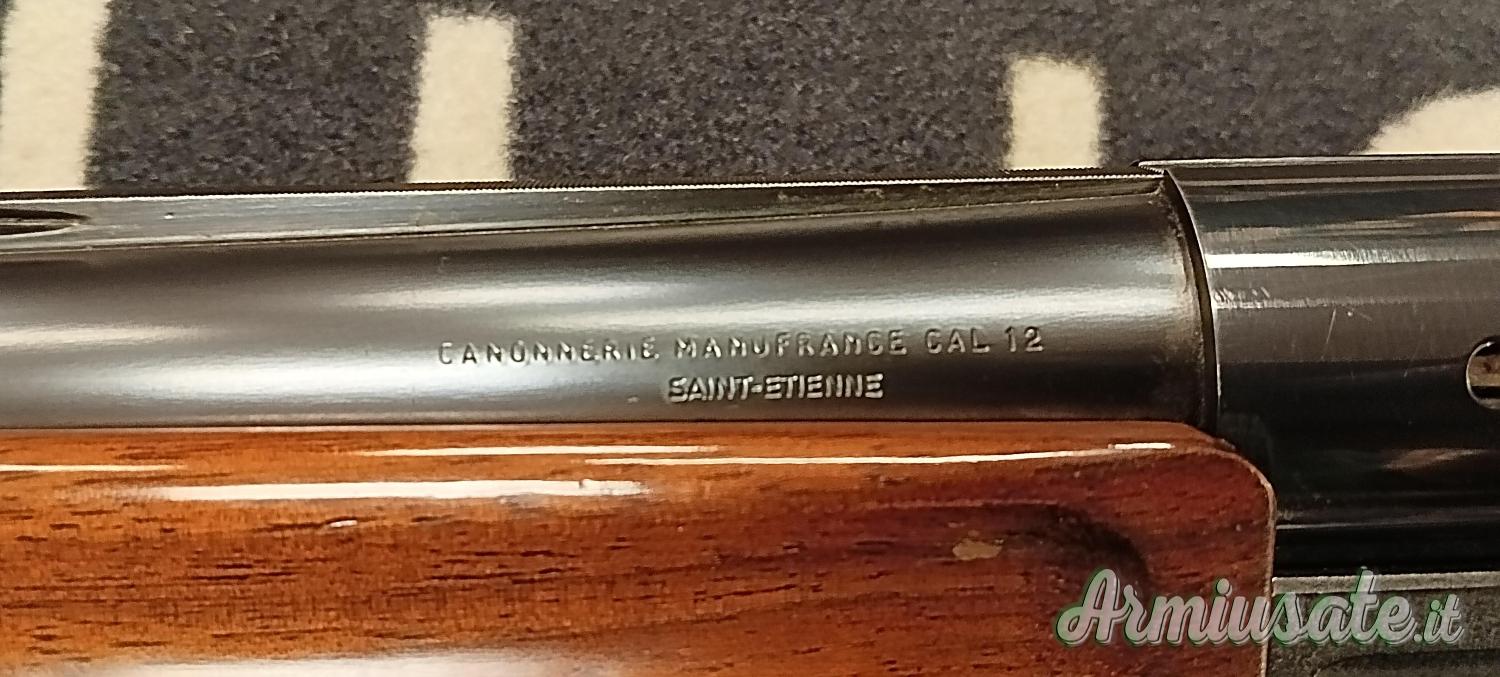 CANONNERIE MANUFRANCE CAL 12
SAINT-ETIENNE
Armiusate.it